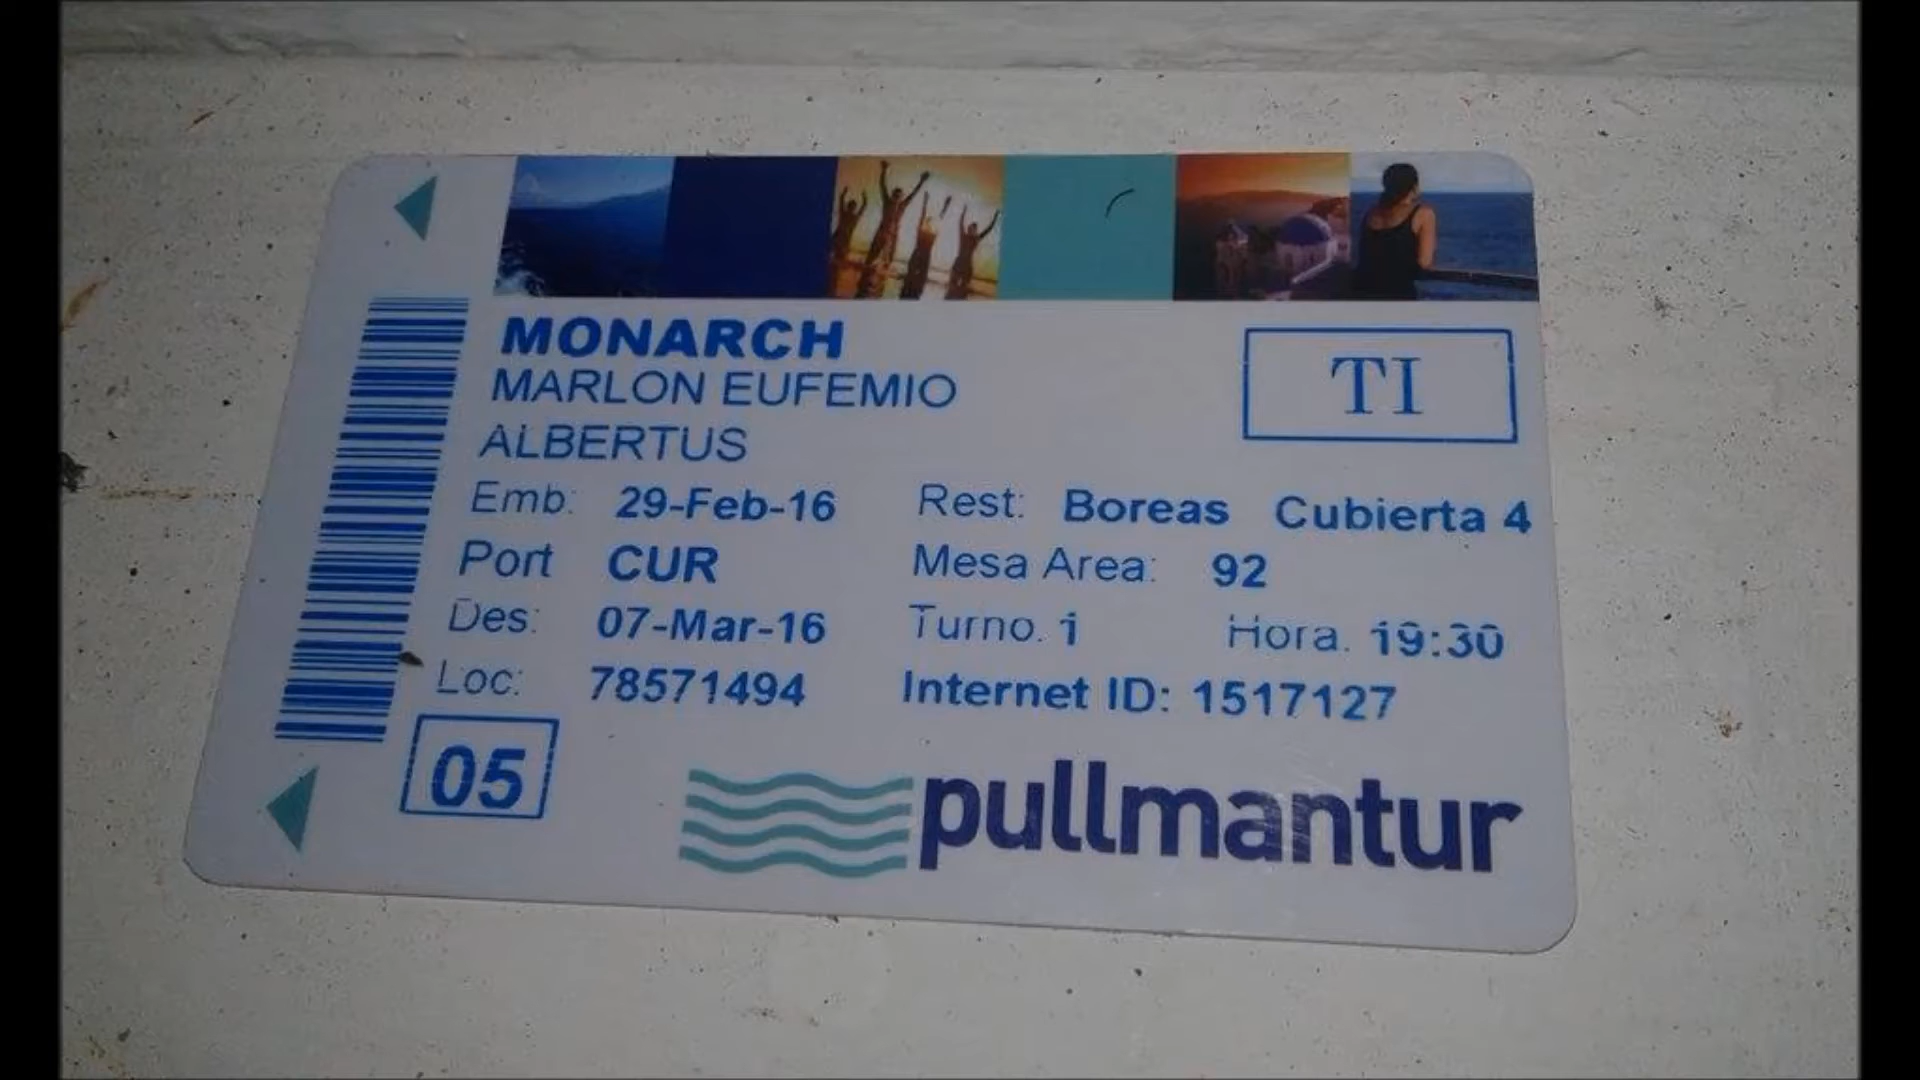 MONARCH
TI
MARLON EUFEMIO
ALBERTUS
Emb: 29-Feb-16 Rest: Boreas Cubierta 4
Port CUR Mesa Area: 92
Des: 07-Mar-16 Turno. 1 Hora. 19:30
Loc: 78571494 Internet ID: 1517127
05
pullmantur